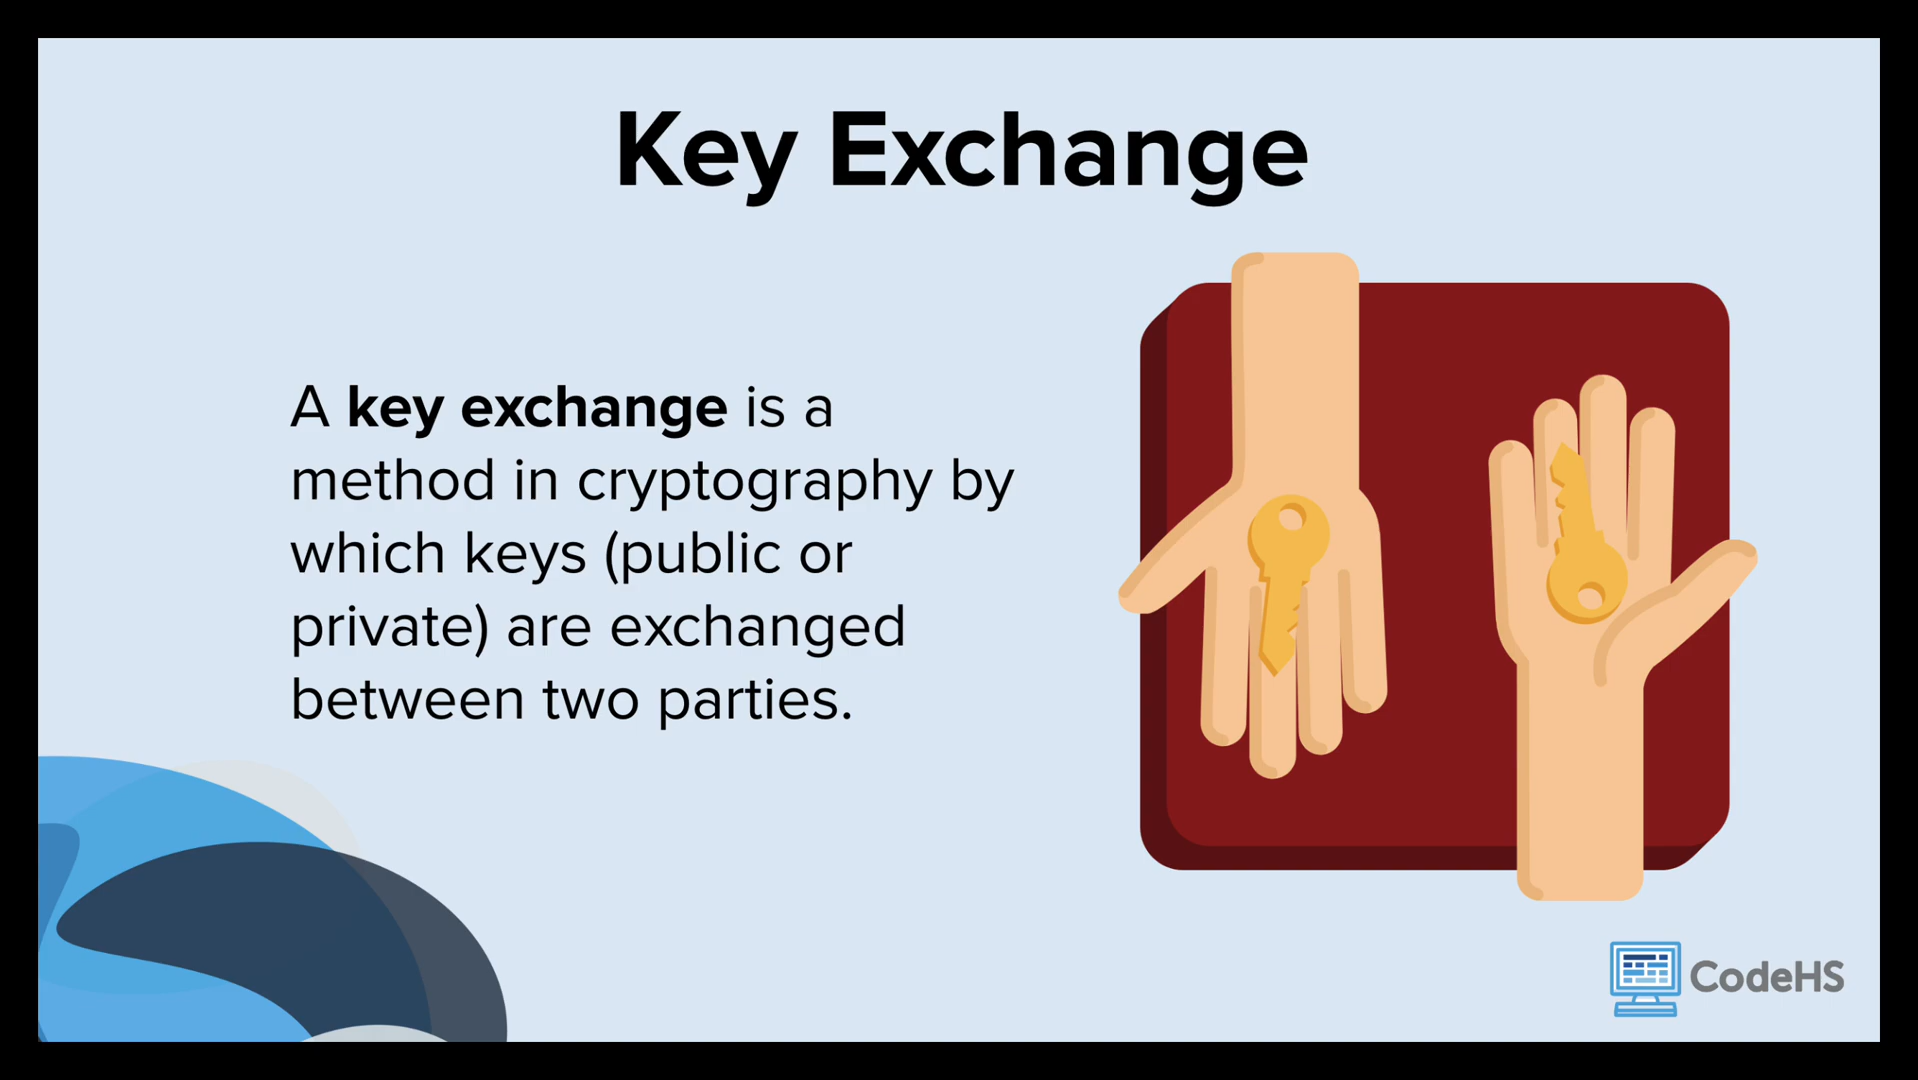 Key Exchange
A key exchange is a
method in cryptography by
which keys (public or
private) are exchanged
between two parties.
CodeHS